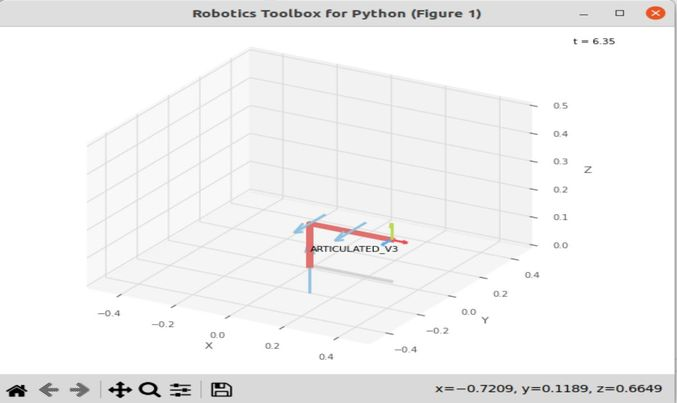 Robotics Toolbox for Python (Figure 1)
t = 6.35
0.5
0.4
0.3
Z
0.2
0.1
0.0
ARTICULATED_V3
0.4
0.2
0.0
Y
−0.2
−0.4
−0.4
−0.2
0.0
X
0.2
0.4
x=−0.7209, y=0.1189, z=0.6649